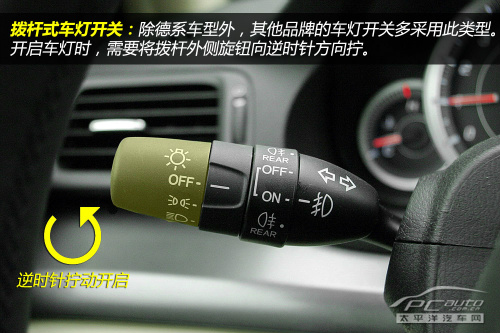 拨杆式车灯开关：除德系车型外，其他品牌的车灯开关多采用此类型。
开启车灯时，需要将拨杆外侧旋钮向逆时针方向拧。
REAR
OFF
OFF
ON
REAR
逆时针拧动开启
PCauto
.com.cn
太平洋汽车网